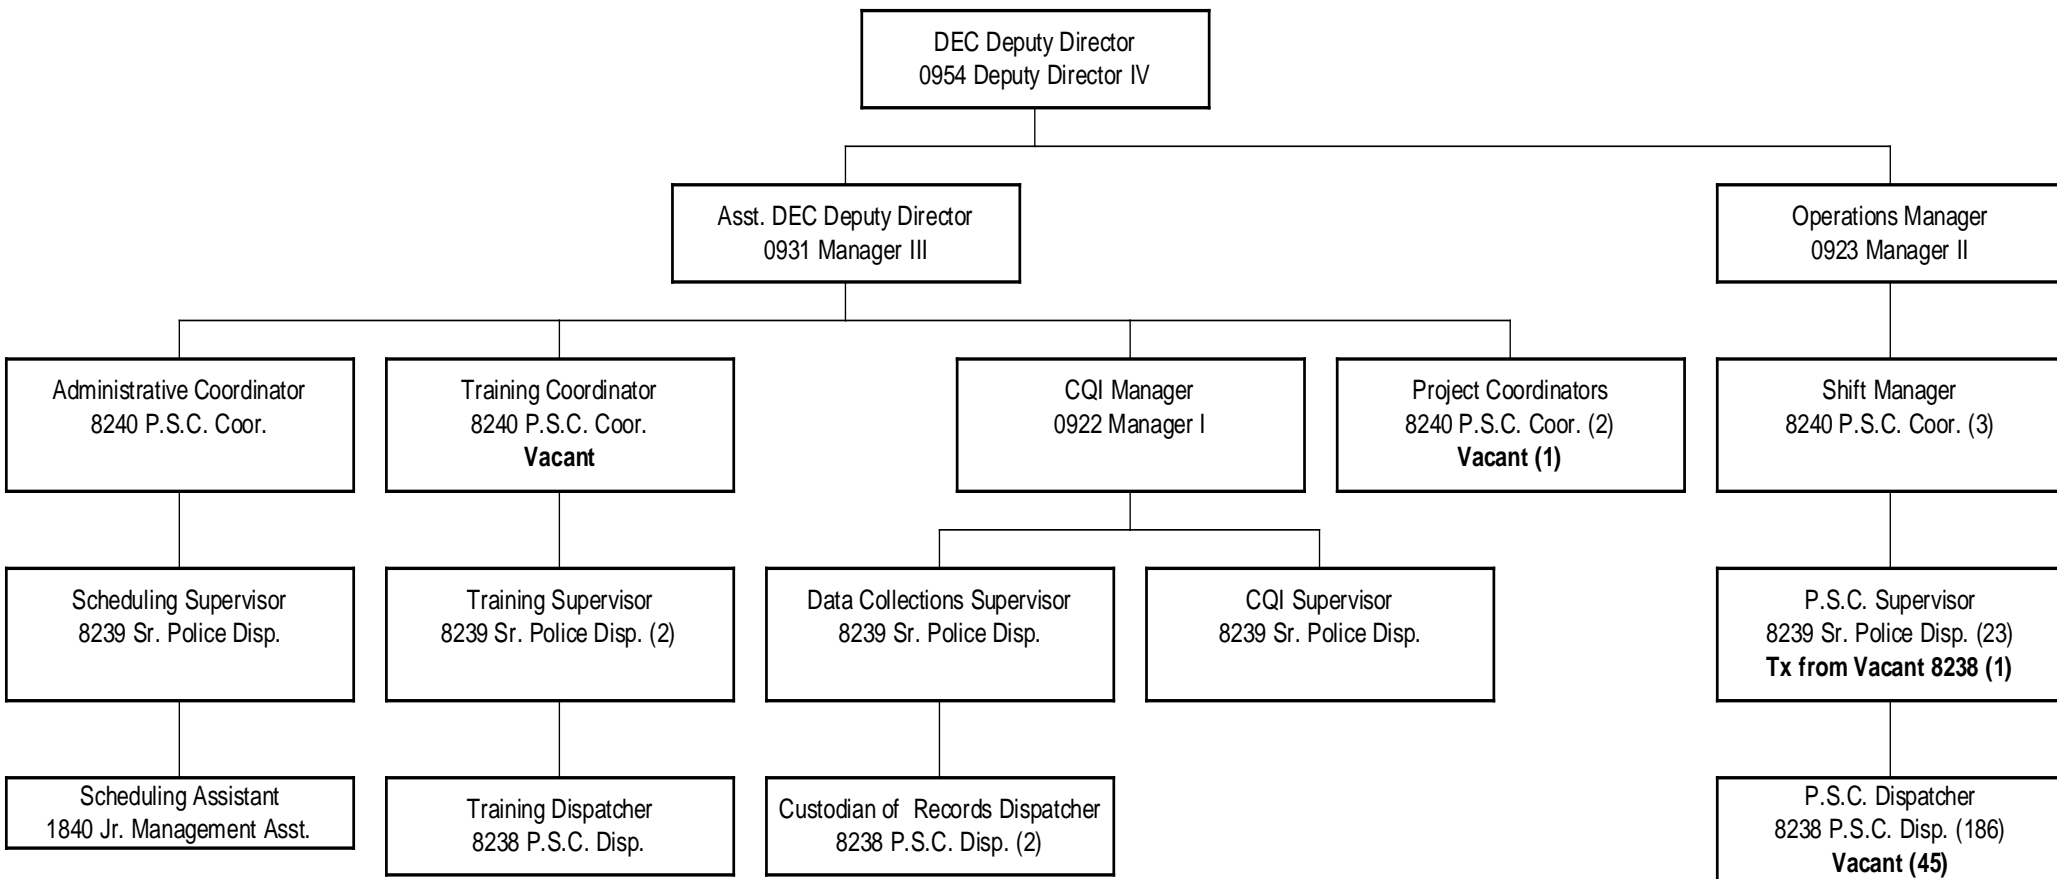 DEC Deputy Director
0954 Deputy Director IV
Asst. DEC Deputy Director
0931 Manager III
Operations Manager
0923 Manager II
Administrative Coordinator
8240 P.S.C. Coor.
Training Coordinator
8240 P.S.C. Coor.
Vacant
CQI Manager
0922 Manager I
Project Coordinators
8240 P.S.C. Coor. (2)
Vacant (1)
Shift Manager
8240 P.S.C. Coor. (3)
Scheduling Supervisor
8239 Sr. Police Disp.
Training Supervisor
8239 Sr. Police Disp. (2)
Data Collections Supervisor
8239 Sr. Police Disp.
CQI Supervisor
8239 Sr. Police Disp.
P.S.C. Supervisor
8239 Sr. Police Disp. (23)
Tx from Vacant 8238 (1)
Scheduling Assistant
1840 Jr. Management Asst.
Training Dispatcher
8238 P.S.C. Disp.
Custodian of Records Dispatcher
8238 P.S.C. Disp. (2)
P.S.C. Dispatcher
8238 P.S.C. Disp. (186)
Vacant (45)